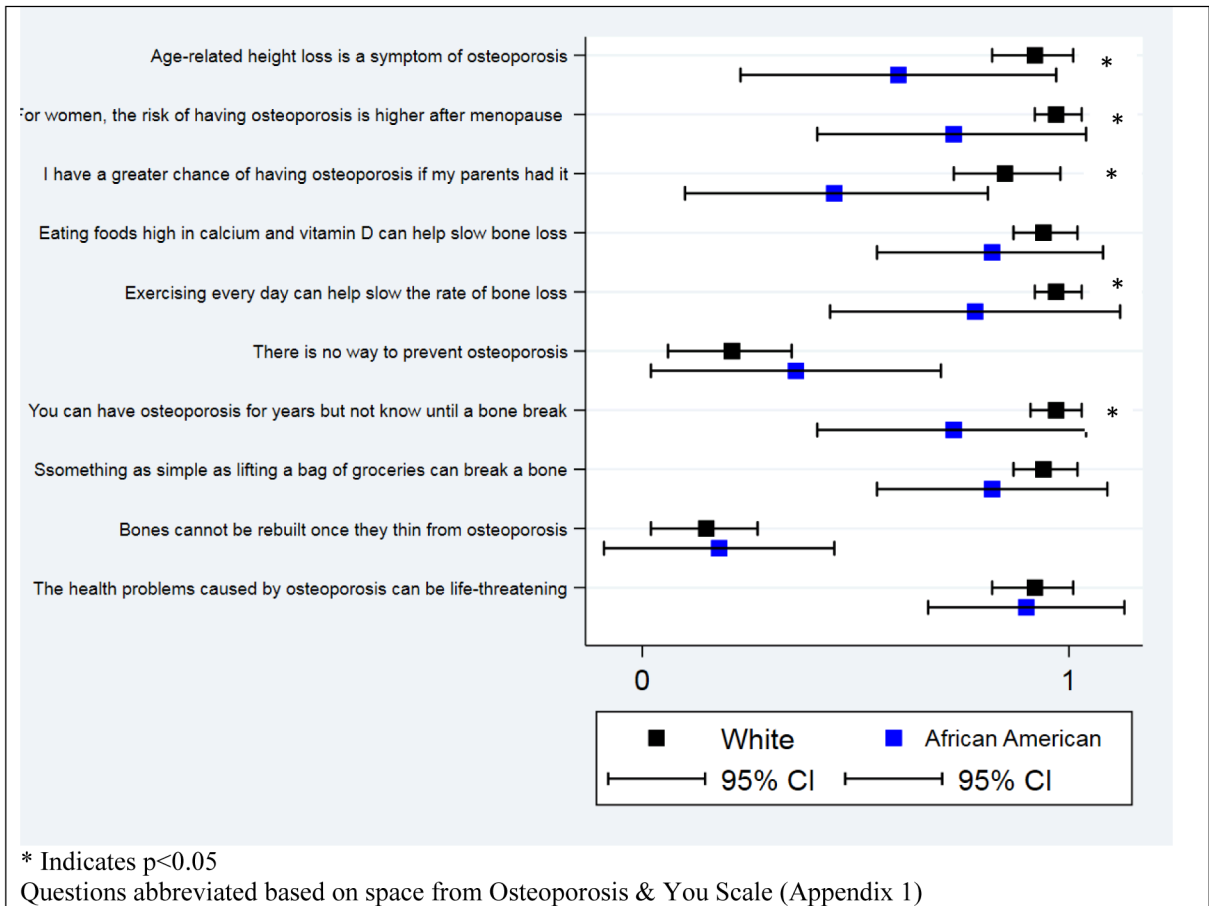 Age-related height loss is a symptom of osteoporosis
*
For women, the risk of having osteoporosis is higher after menopause
*
I have a greater chance of having osteoporosis if my parents had it
*
Eating foods high in calcium and vitamin D can help slow bone loss
Exercising every day can help slow the rate of bone loss
*
There is no way to prevent osteoporosis
You can have osteoporosis for years but not know until a bone break
*
Ssomething as simple as lifting a bag of groceries can break a bone
Bones cannot be rebuilt once they thin from osteoporosis
The health problems caused by osteoporosis can be life-threatening
0 1
White African American
95% CI 95% CI
* Indicates p<0.05
Questions abbreviated based on space from Osteoporosis & You Scale (Appendix 1)